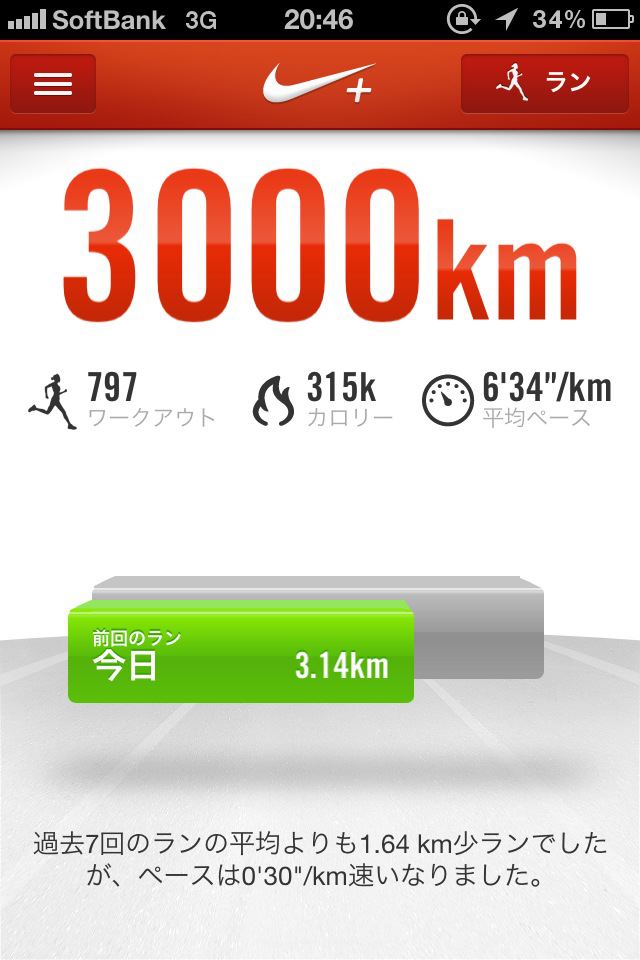 SoftBank 3G 20:46 34%
+ ラン
3000km
797 315k 6'34"/km
ワークアウト カロリー 平均ペース
前回のラン
今日 3.14km
過去7回のランの平均よりも1.64 km少ランでした
が、ペースは0'30"/km速いなりました。